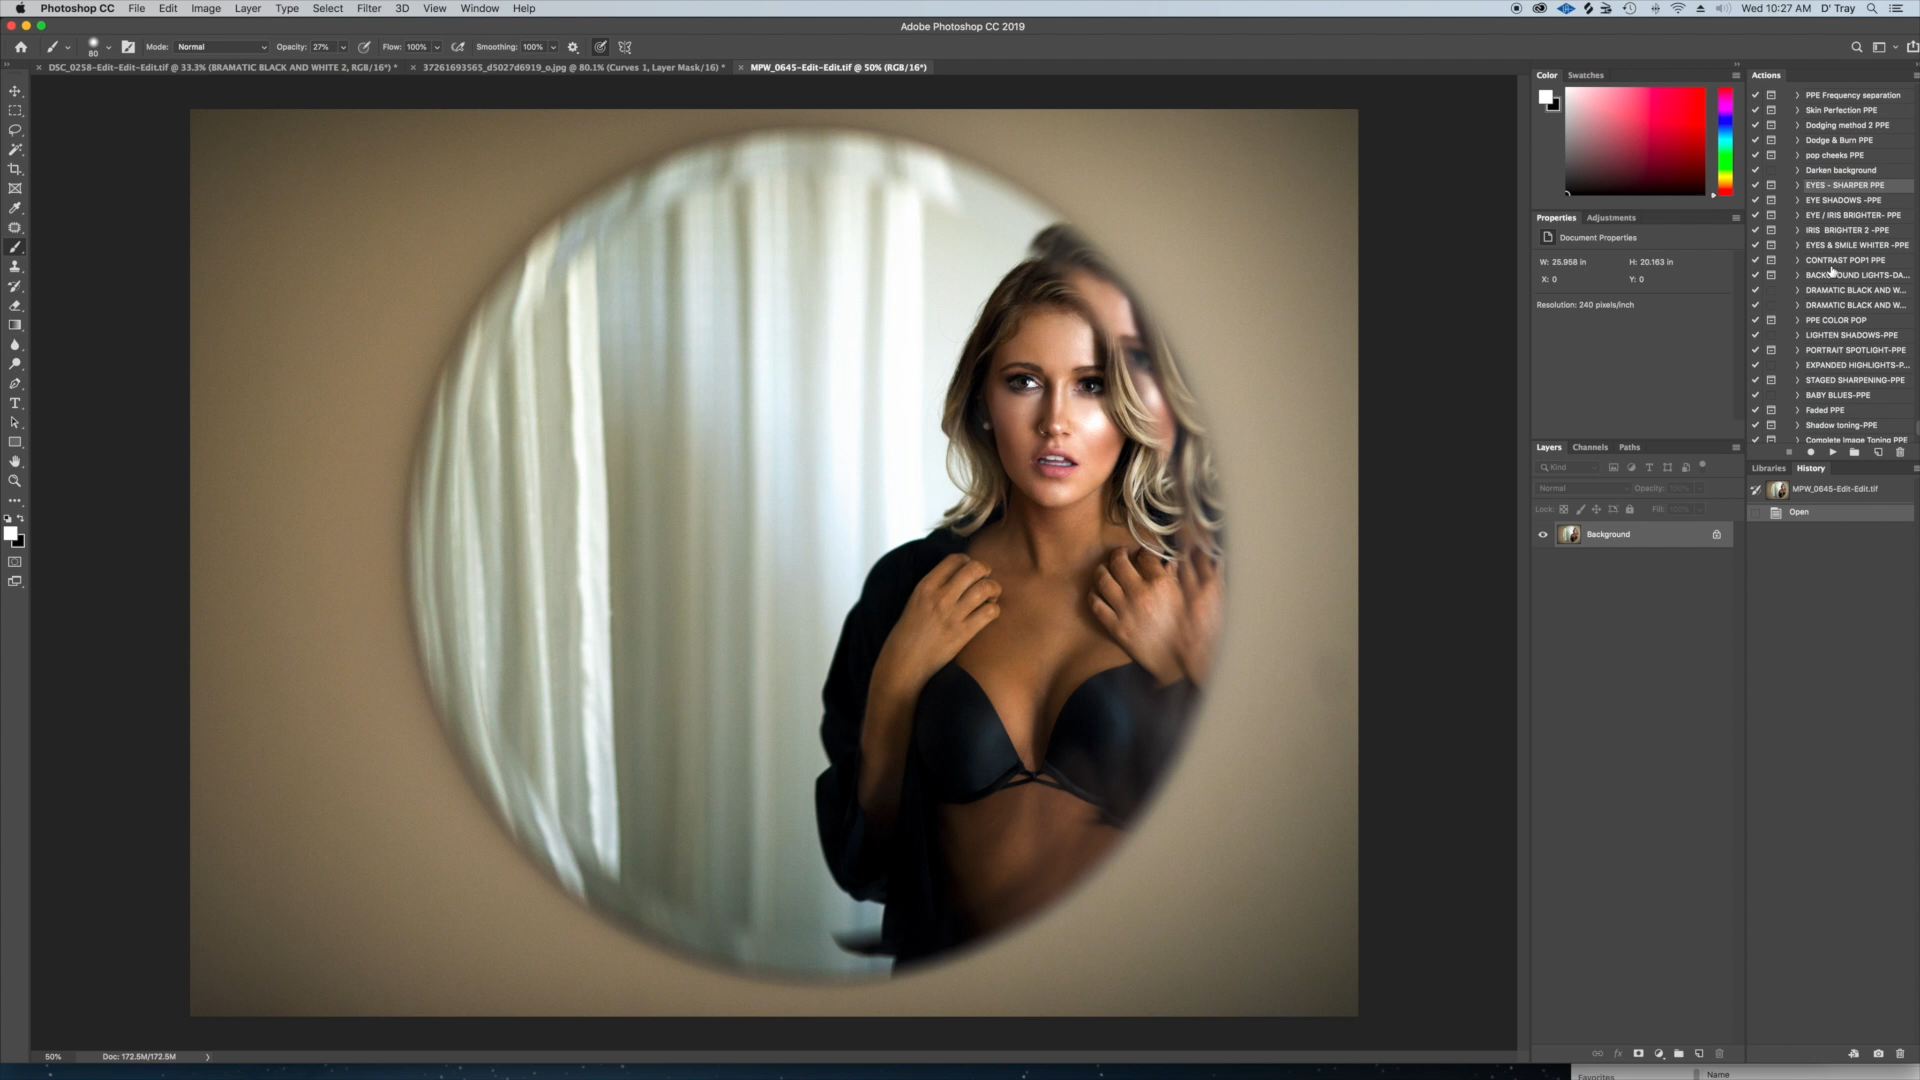 Photoshop CC File Edit Image Layer Type Select Filter 3D View Window Help Wed 10:27 AM D' Tray
Adobe Photoshop CC 2019
80 Mode: Normal Opacity: 27% Flow: 100% Smoothing: 100%
DSC_0258-Edit-Edit-Edit.tif @ 33.3% (BRAMATIC BLACK AND WHITE 2, RGB/16*) * 37261693565_d5027d6919_o.jpg @ 80.1% (Curves 1, Layer Mask/16) * MPW_0645-Edit-Edit.tif @ 50% (RGB/16*)
Color Swatches
Properties Adjustments
Document Properties
W: 25.958 in H: 20.163 in
X: 0 Y: 0
Resolution: 240 pixels/inch
Layers Channels Paths
Kind
Normal Opacity: 100%
Lock: Fill: 100%
Background
Actions
PPE Frequency separation
Skin Perfection PPE
Dodging method 2 PPE
Dodge & Burn PPE
pop cheeks PPE
Darken background
EYES - SHARPER PPE
EYE SHADOWS -PPE
EYE / IRIS BRIGHTER- PPE
IRIS BRIGHTER 2 -PPE
EYES & SMILE WHITER -PPE
CONTRAST POP1 PPE
BACKGROUND LIGHTS-DA...
DRAMATIC BLACK AND W...
DRAMATIC BLACK AND W...
PPE COLOR POP
LIGHTEN SHADOWS-PPE
PORTRAIT SPOTLIGHT-PPE
EXPANDED HIGHLIGHTS-P...
STAGED SHARPENING-PPE
BABY BLUES-PPE
Faded PPE
Shadow toning-PPE
Complete Image Toning PPE
Libraries History
MPW_0645-Edit-Edit.tif
Open
50% Doc: 172.5M/172.5M
Favorites Name